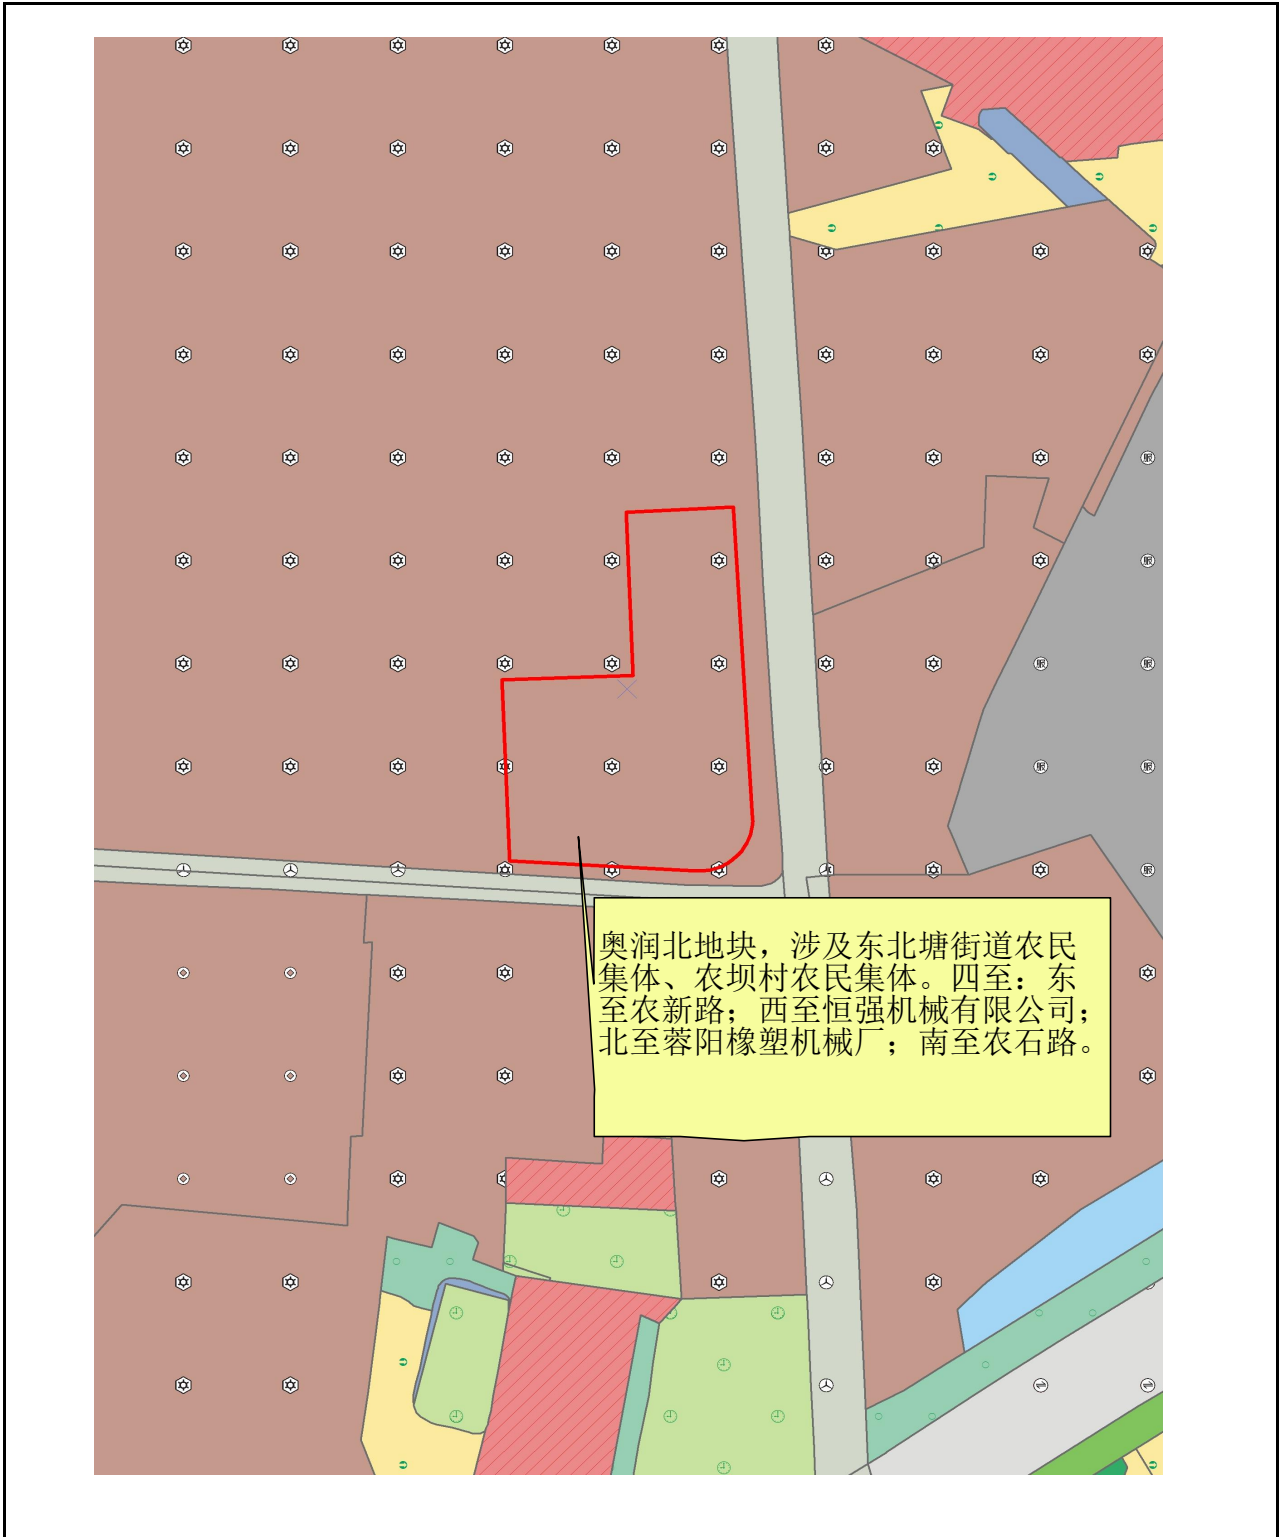 奥润北地块，涉及东北塘街道农民
集体、农坝村农民集体。四至：东
至农新路；西至恒强机械有限公司；
北至蓉阳橡塑机械厂；南至农石路。